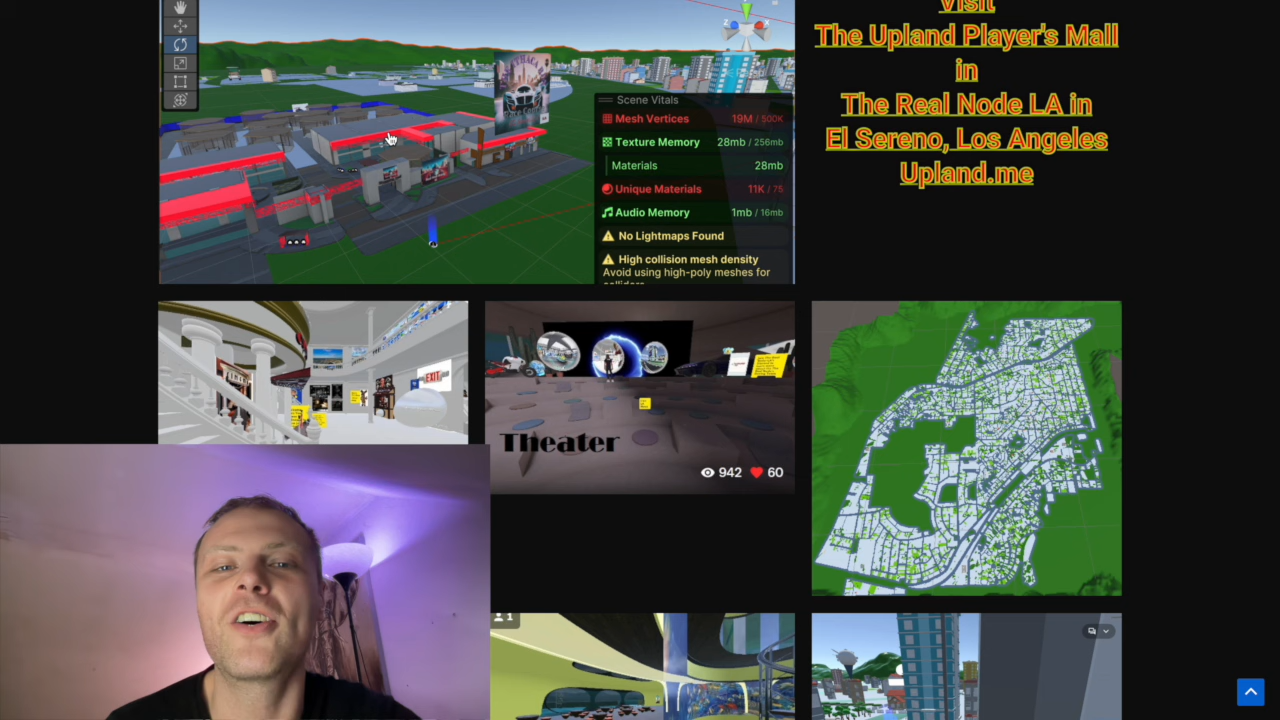 Visit
The Upland Player's Mall
in
The Real Node LA in
El Sereno, Los Angeles
Upland.me
Scene Vitals
Mesh Vertices 19M / 500K
Texture Memory 28mb / 256mb
Materials 28mb
Unique Materials 11K / 75
Audio Memory 1mb / 16mb
No Lightmaps Found
High collision mesh density
Avoid using high-poly meshes for
EXIT
Theater
942 60
1